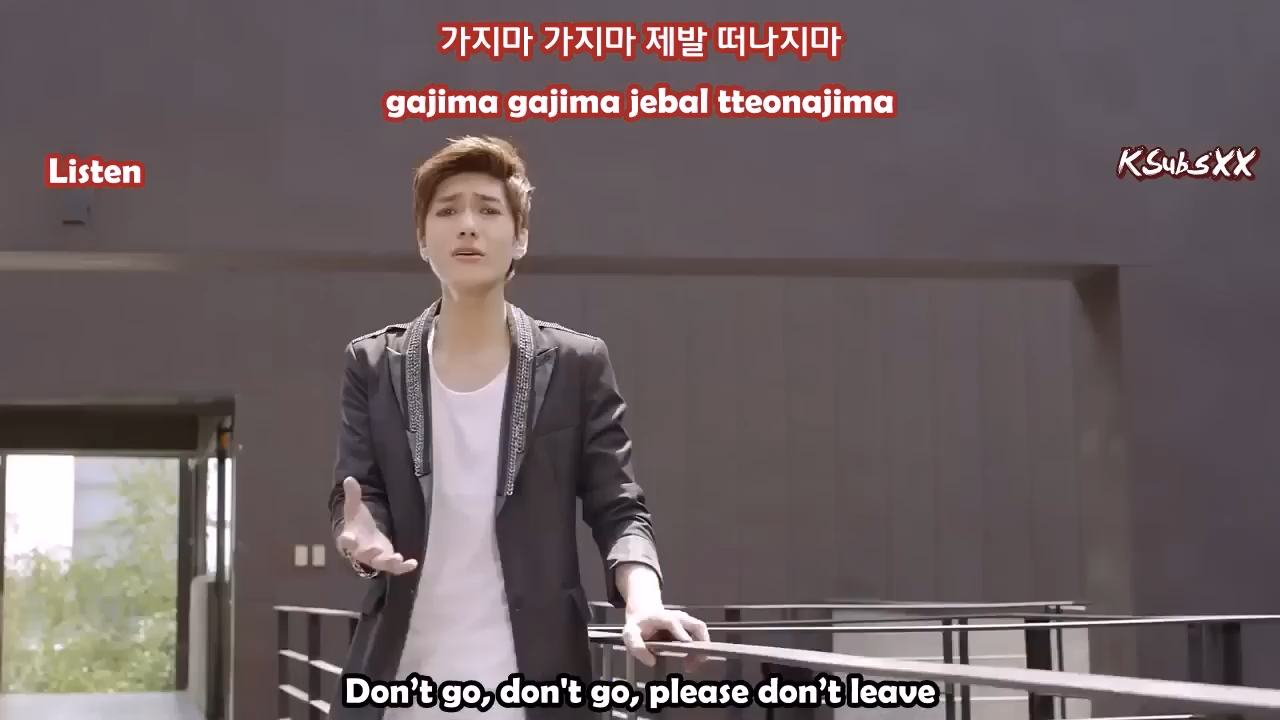 가지마 가지마 제발 떠나지마
gajima gajima jebal tteonajima
Listen
KSubsXX
Don’t go, don't go, please don’t leave